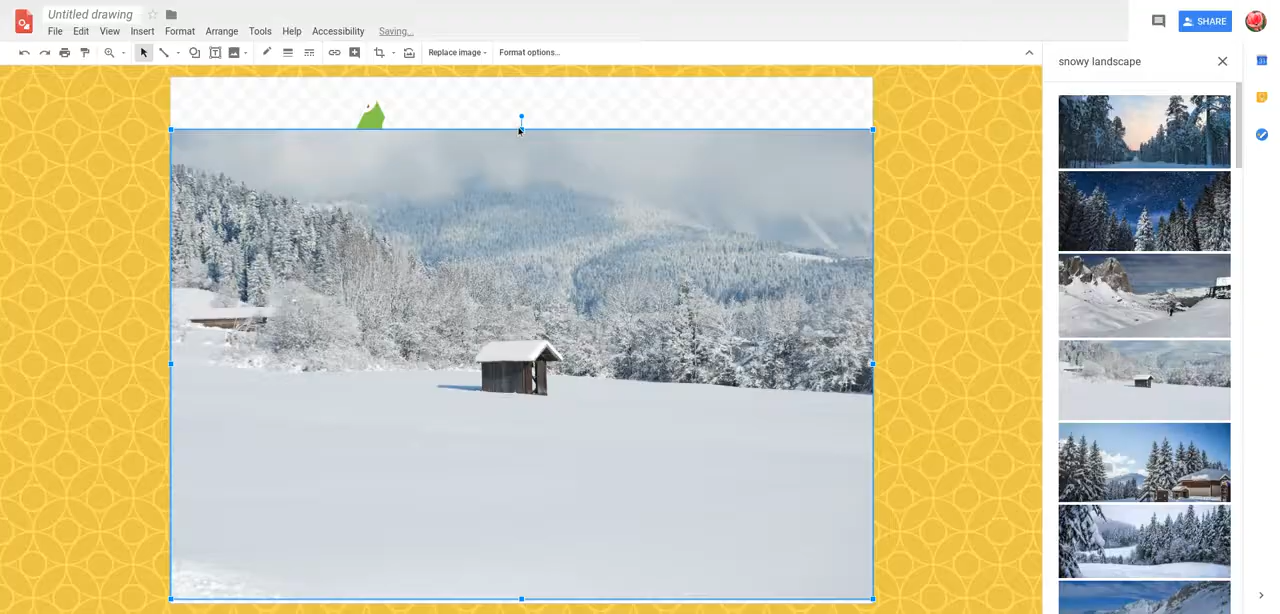 Untitled drawing
File Edit View Insert Format Arrange Tools Help Accessibility Saving...
SHARE
Replace image Format options...
snowy landscape